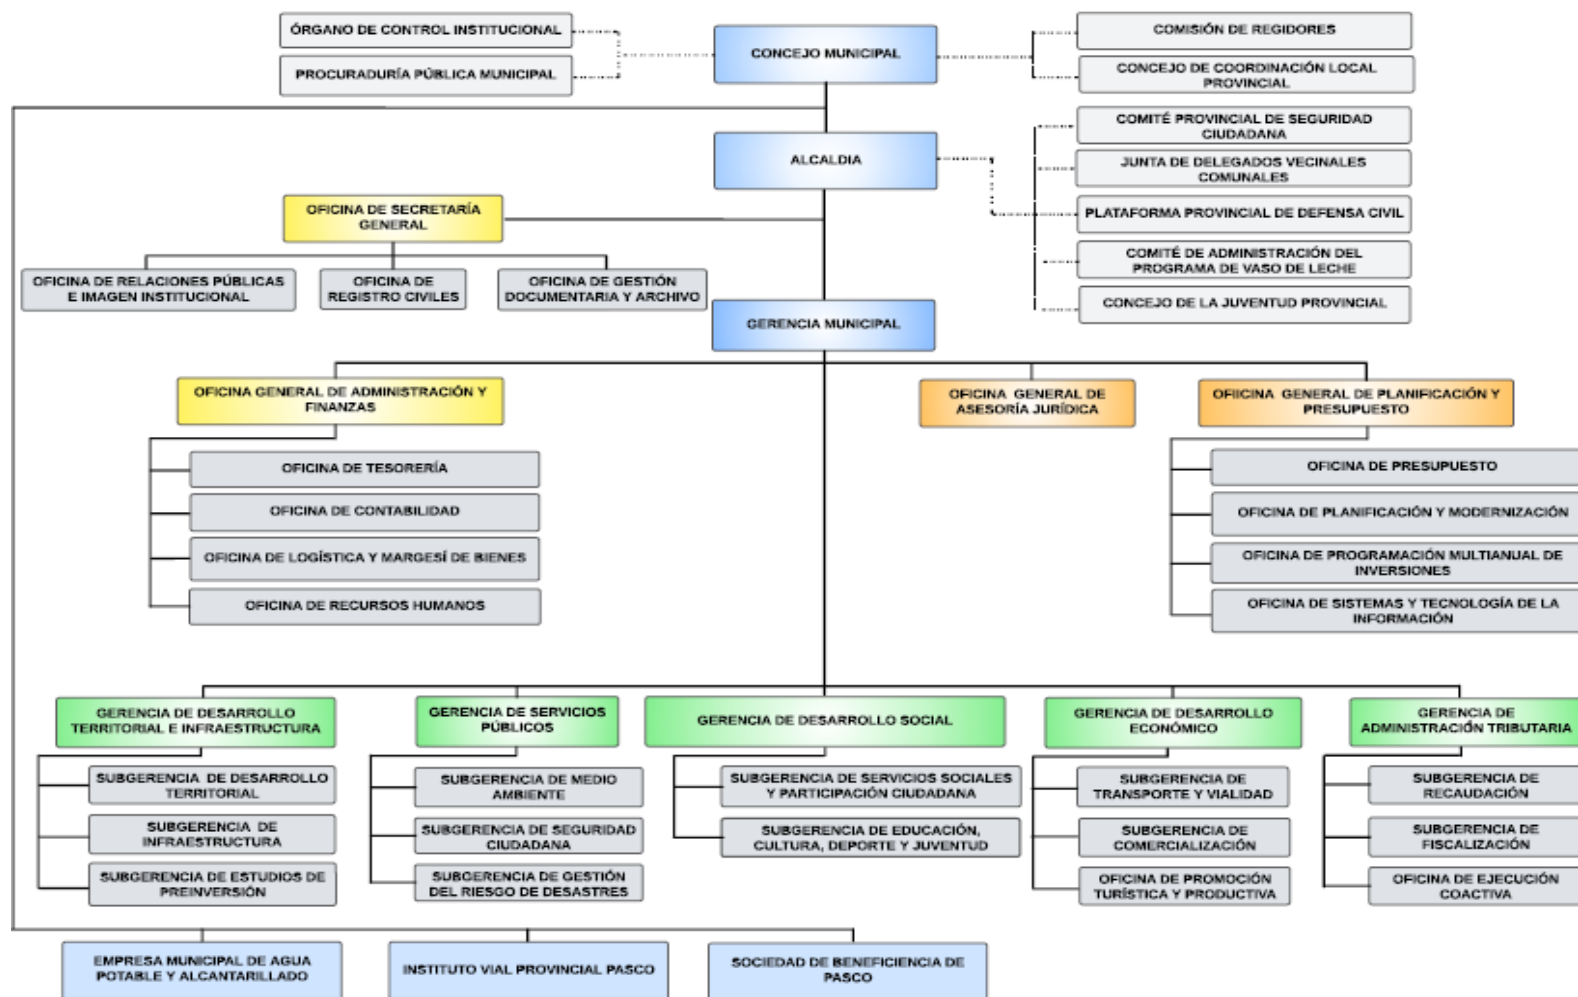 ÓRGANO DE CONTROL INSTITUCIONAL
PROCURADURÍA PÚBLICA MUNICIPAL
CONCEJO MUNICIPAL
COMISIÓN DE REGIDORES
CONCEJO DE COORDINACIÓN LOCAL
PROVINCIAL
ALCALDIA
COMITÉ PROVINCIAL DE SEGURIDAD
CIUDADANA
JUNTA DE DELEGADOS VECINALES
COMUNALES
PLATAFORMA PROVINCIAL DE DEFENSA CIVIL
COMITÉ DE ADMINISTRACIÓN DEL
PROGRAMA DE VASO DE LECHE
CONCEJO DE LA JUVENTUD PROVINCIAL
OFICINA DE SECRETARÍA
GENERAL
OFICINA DE RELACIONES PÚBLICAS
E IMAGEN INSTITUCIONAL
OFICINA DE
REGISTRO CIVILES
OFICINA DE GESTIÓN
DOCUMENTARIA Y ARCHIVO
GERENCIA MUNICIPAL
OFICINA GENERAL DE ADMINISTRACIÓN Y
FINANZAS
OFICINA DE TESORERÍA
OFICINA DE CONTABILIDAD
OFICINA DE LOGÍSTICA Y MARGESÍ DE BIENES
OFICINA DE RECURSOS HUMANOS
OFICINA GENERAL DE
ASESORÍA JURÍDICA
OFIICINA GENERAL DE PLANIFICACIÓN Y
PRESUPUESTO
OFICINA DE PRESUPUESTO
OFICINA DE PLANIFICACIÓN Y MODERNIZACIÓN
OFICINA DE PROGRAMACIÓN MULTIANUAL DE
INVERSIONES
OFICINA DE SISTEMAS Y TECNOLOGÍA DE LA
INFORMACIÓN
GERENCIA DE DESARROLLO
TERRITORIAL E INFRAESTRUCTURA
SUBGERENCIA DE DESARROLLO
TERRITORIAL
SUBGERENCIA DE
INFRAESTRUCTURA
SUBGERENCIA DE ESTUDIOS DE
PREINVERSIÓN
GERENCIA DE SERVICIOS
PÚBLICOS
SUBGERENCIA DE MEDIO
AMBIENTE
SUBGERENCIA DE SEGURIDAD
CIUDADANA
SUBGERENCIA DE GESTIÓN
DEL RIESGO DE DESASTRES
GERENCIA DE DESARROLLO SOCIAL
SUBGERENCIA DE SERVICIOS SOCIALES
Y PARTICIPACIÓN CIUDADANA
SUBGERENCIA DE EDUCACIÓN,
CULTURA, DEPORTE Y JUVENTUD
GERENCIA DE DESARROLLO
ECONÓMICO
SUBGERENCIA DE
TRANSPORTE Y VIALIDAD
SUBGERENCIA DE
COMERCIALIZACIÓN
OFICINA DE PROMOCIÓN
TURÍSTICA Y PRODUCTIVA
GERENCIA DE
ADMINISTRACIÓN TRIBUTARIA
SUBGERENCIA DE
RECAUDACIÓN
SUBGERENCIA DE
FISCALIZACIÓN
OFICINA DE EJECUCIÓN
COACTIVA
EMPRESA MUNICIPAL DE AGUA
POTABLE Y ALCANTARILLADO
INSTITUTO VIAL PROVINCIAL PASCO
SOCIEDAD DE BENEFICIENCIA DE
PASCO